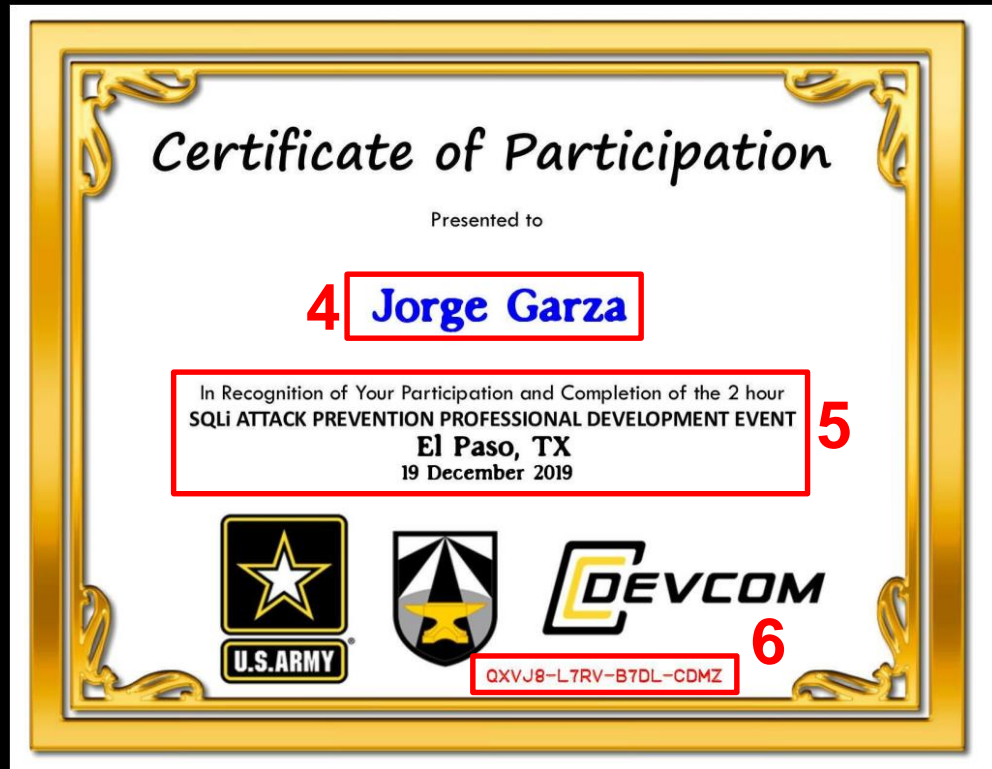 Certificate of Participation
Presented to
4
Jorge Garza
In Recognition of Your Participation and Completion of the 2 hour
SQLi ATTACK PREVENTION PROFESSIONAL DEVELOPMENT EVENT
El Paso, TX
19 December 2019
5
U.S.ARMY
DEVCOM
6
QXVJ8-L7RV-B7DL-CDMZ